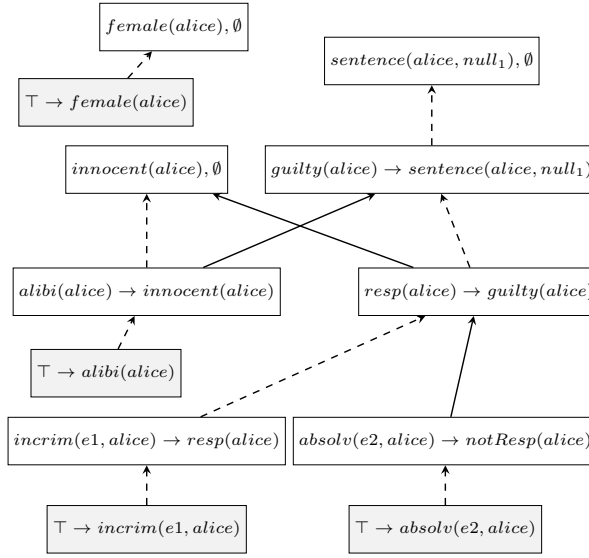 female(alice), ∅
sentence(alice, null₁), ∅
⊤ → female(alice)
innocent(alice), ∅
guilty(alice) → sentence(alice, null₁)
alibi(alice) → innocent(alice)
resp(alice) → guilty(alice)
⊤ → alibi(alice)
incrim(e1, alice) → resp(alice)
absolv(e2, alice) → notResp(alice)
⊤ → incrim(e1, alice)
⊤ → absolv(e2, alice)